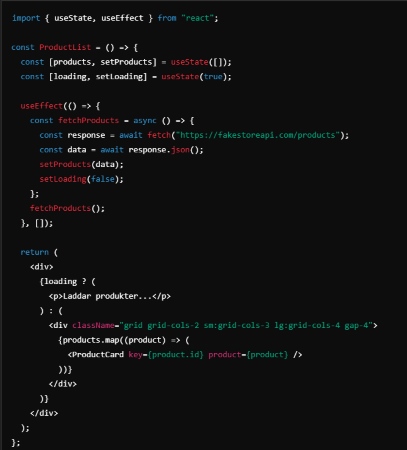 import { useState, useEffect } from "react";
const ProductList = () => {
const [products, setProducts] = useState([]);
const [loading, setLoading] = useState(true);
useEffect(() => {
const fetchProducts = async () => {
const response = await fetch("https://fakestoreapi.com/products");
const data = await response.json();
setProducts(data);
setLoading(false);
};
fetchProducts();
}, []);
return (
<div>
{loading ? (
<p>Laddar produkter...</p>
) : (
<div className="grid grid-cols-2 sm:grid-cols-3 lg:grid-cols-4 gap-4">
{products.map((product) => (
<ProductCard key={product.id} product={product} />
))}
</div>
)}
</div>
);
};